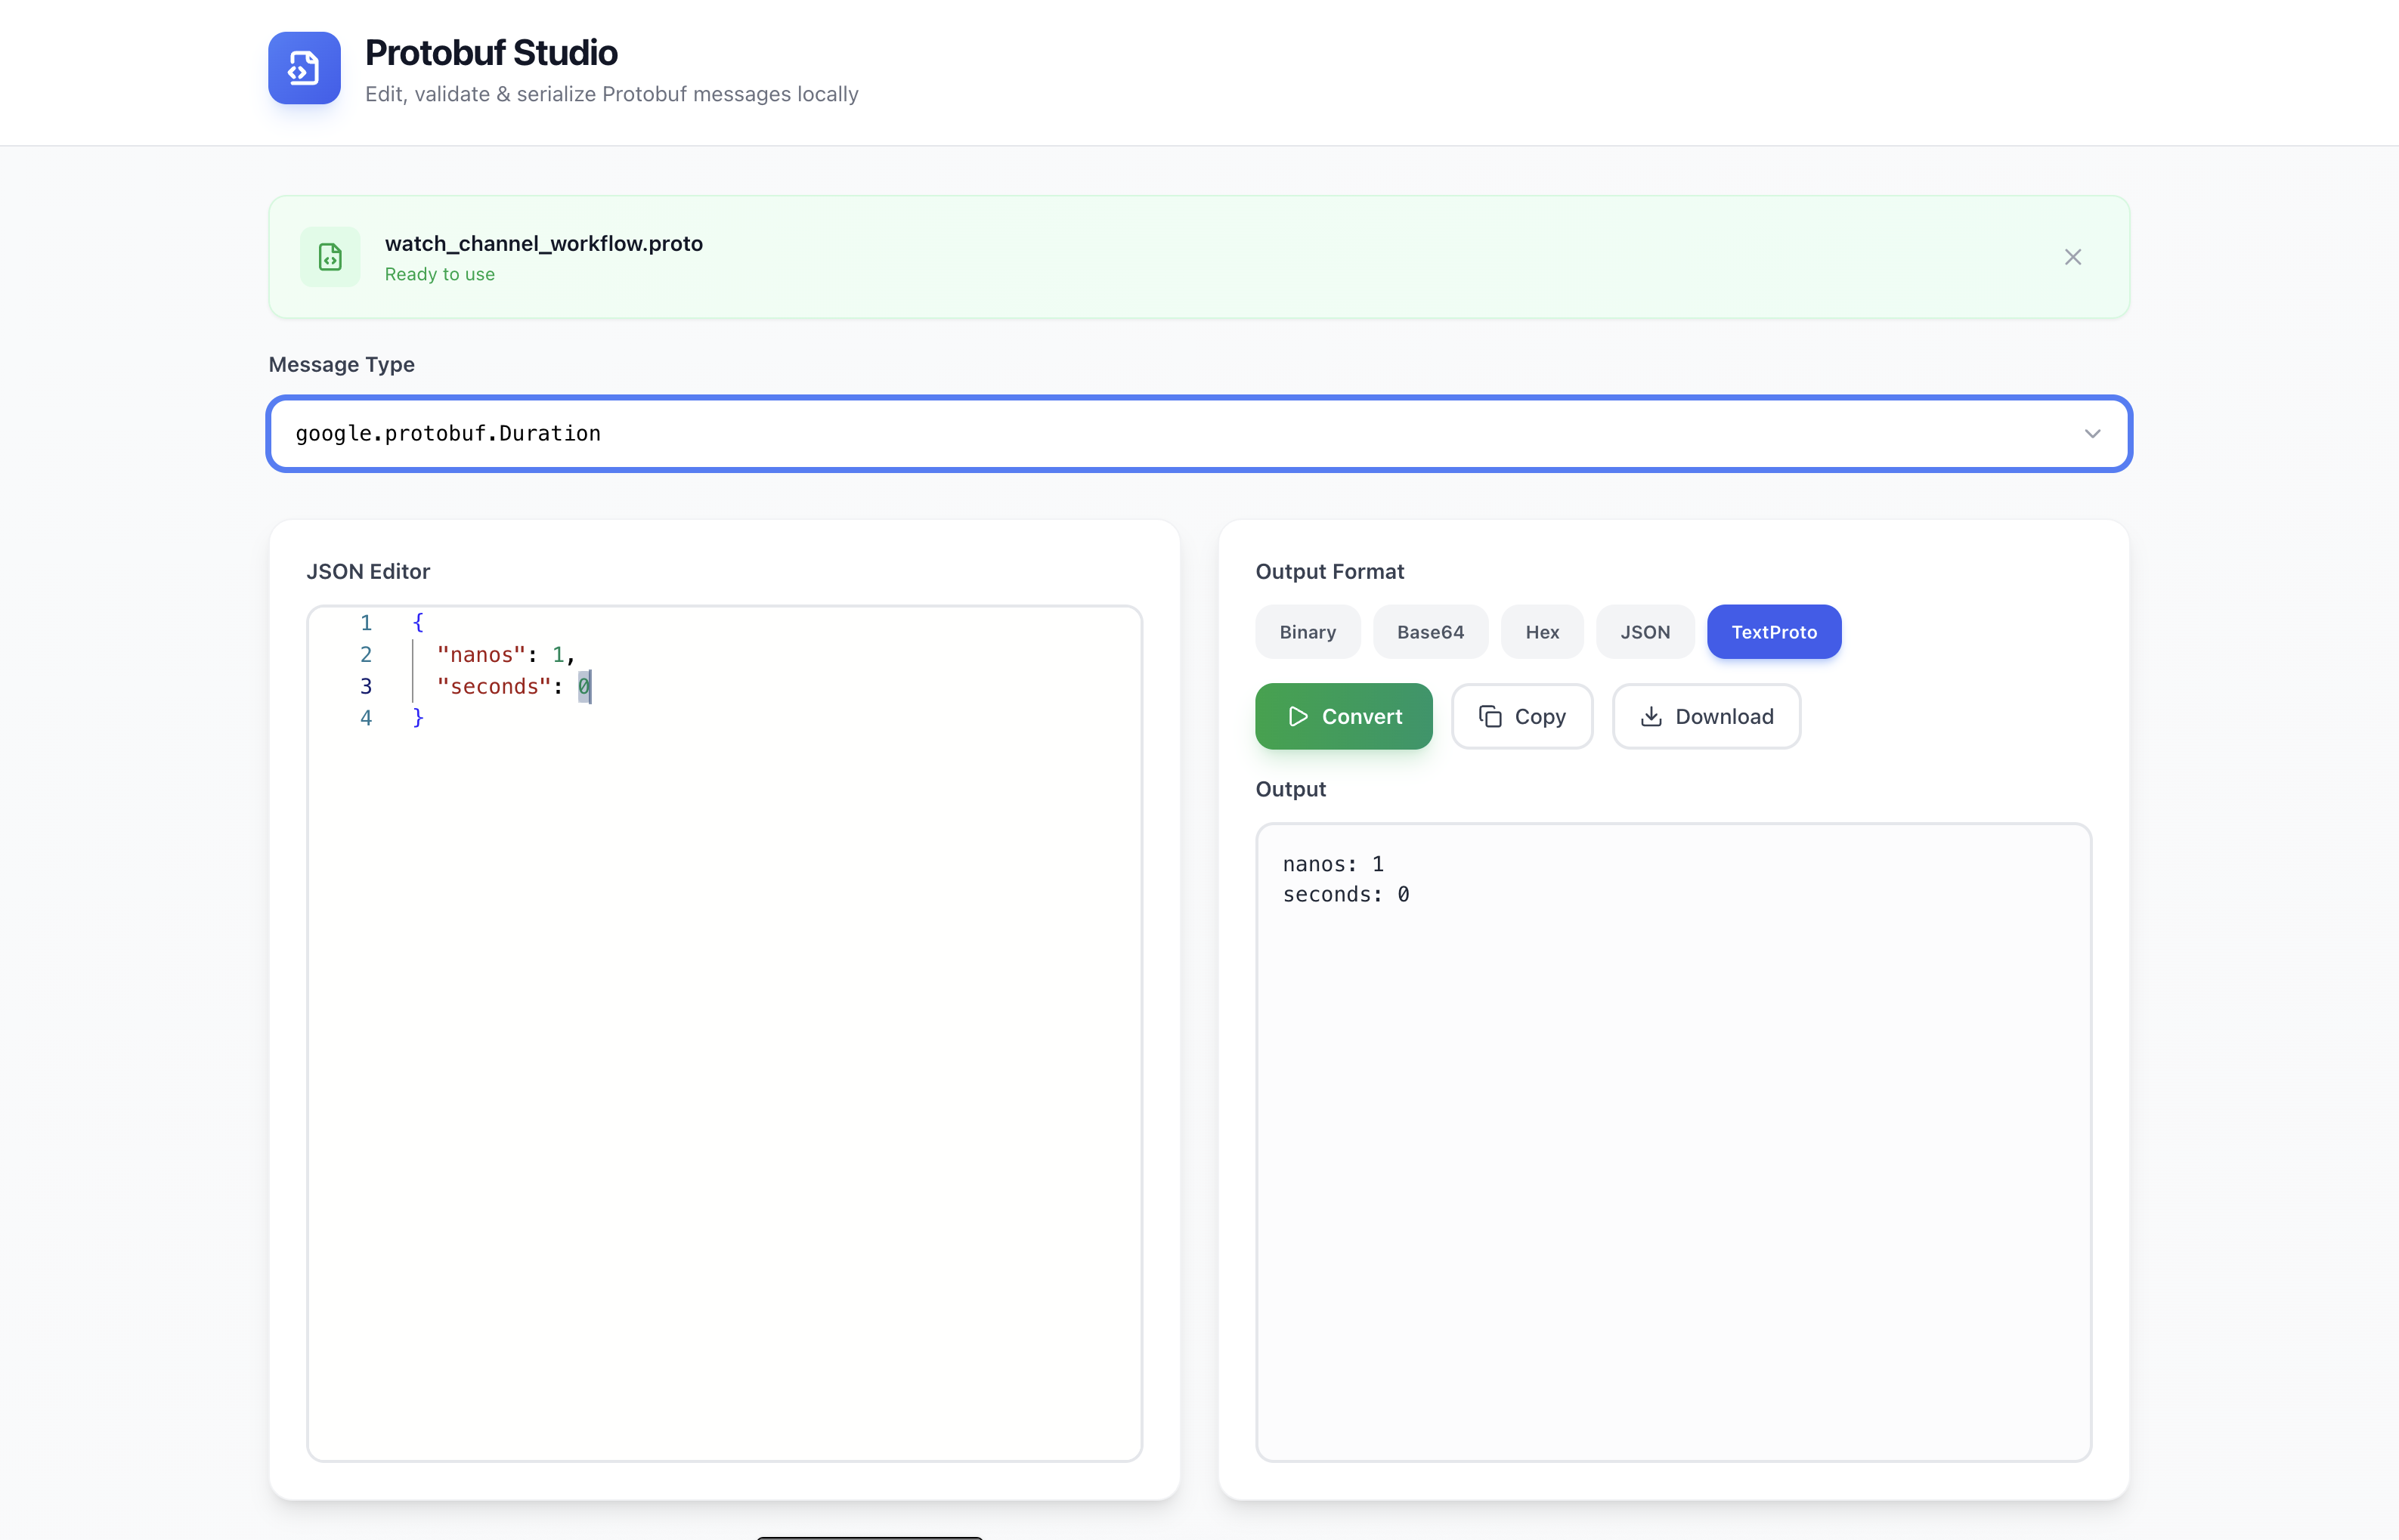 Protobuf Studio
Edit, validate & serialize Protobuf messages locally
watch_channel_workflow.proto
Ready to use
Message Type
google.protobuf.Duration
JSON Editor
1 {
2 "nanos": 1,
3 "seconds": 0
4 }
Output Format
Binary Base64 Hex JSON TextProto
Convert Copy Download
Output
nanos: 1
seconds: 0